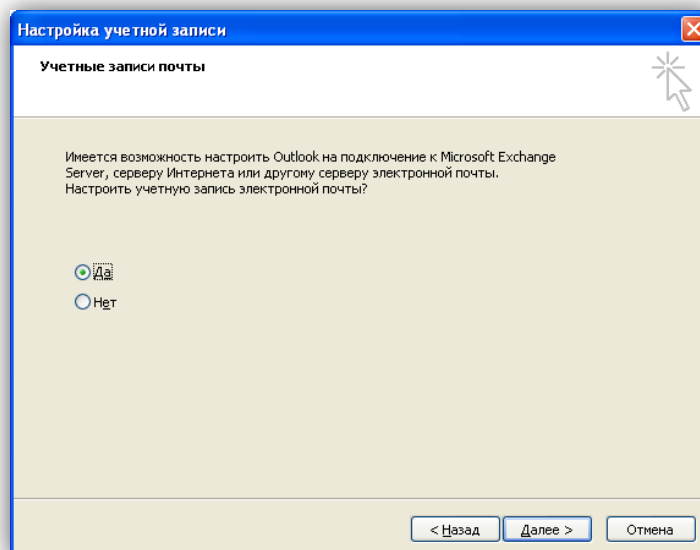 Настройка учетной записи
Учетные записи почты
Имеется возможность настроить Outlook на подключение к Microsoft Exchange
Server, серверу Интернета или другому серверу электронной почты.
Настроить учетную запись электронной почты?
Да
Нет
< Назад Далее > Отмена